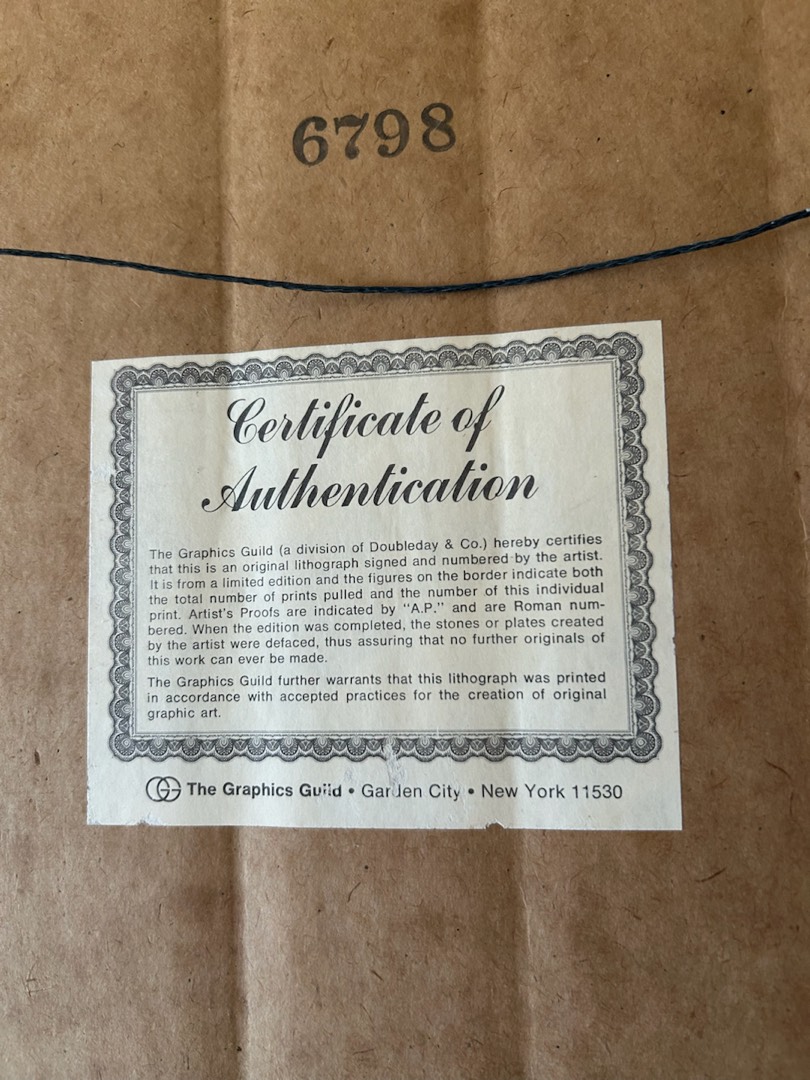 6798
Certificate of
Authentication
The Graphics Guild (a division of Doubleday & Co.) hereby certifies
that this is an original lithograph signed and numbered by the artist.
It is from a limited edition and the figures on the border indicate both
the total number of prints pulled and the number of this individual
print. Artist's Proofs are indicated by "A.P." and are Roman num-
bered. When the edition was completed, the stones or plates created
by the artist were defaced, thus assuring that no further originals of
this work can ever be made.
The Graphics Guild further warrants that this lithograph was printed
in accordance with accepted practices for the creation of original
graphic art.
GG The Graphics Guild • Garden City • New York 11530